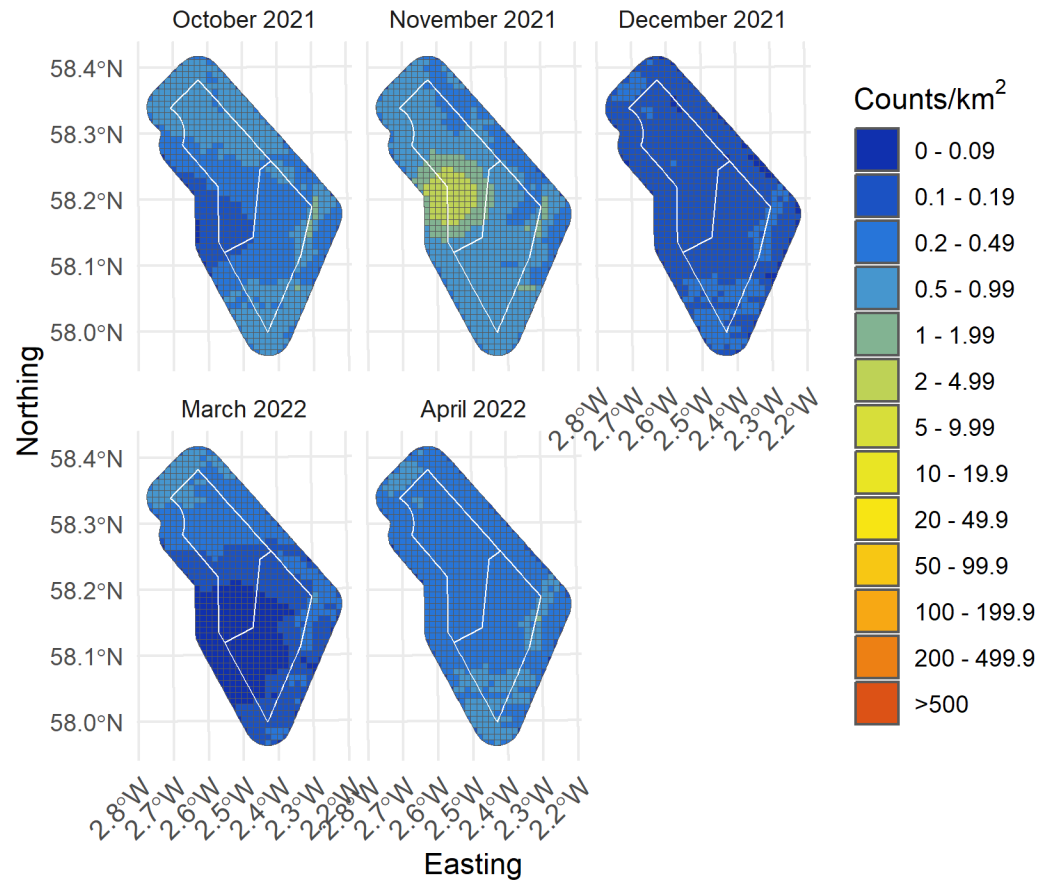 October 2021
November 2021
December 2021
58.4°N
58.3°N
58.2°N
58.1°N
58.0°N
2.8°W
2.7°W
2.6°W
2.5°W
2.4°W
2.3°W
2.2°W
March 2022
April 2022
58.4°N
58.3°N
58.2°N
58.1°N
58.0°N
2.8°W
2.7°W
2.6°W
2.5°W
2.4°W
2.3°W
2.2°W
2.8°W
2.7°W
2.6°W
2.5°W
2.4°W
2.3°W
2.2°W
Northing
Easting
Counts/km²
0 - 0.09
0.1 - 0.19
0.2 - 0.49
0.5 - 0.99
1 - 1.99
2 - 4.99
5 - 9.99
10 - 19.9
20 - 49.9
50 - 99.9
100 - 199.9
200 - 499.9
>500